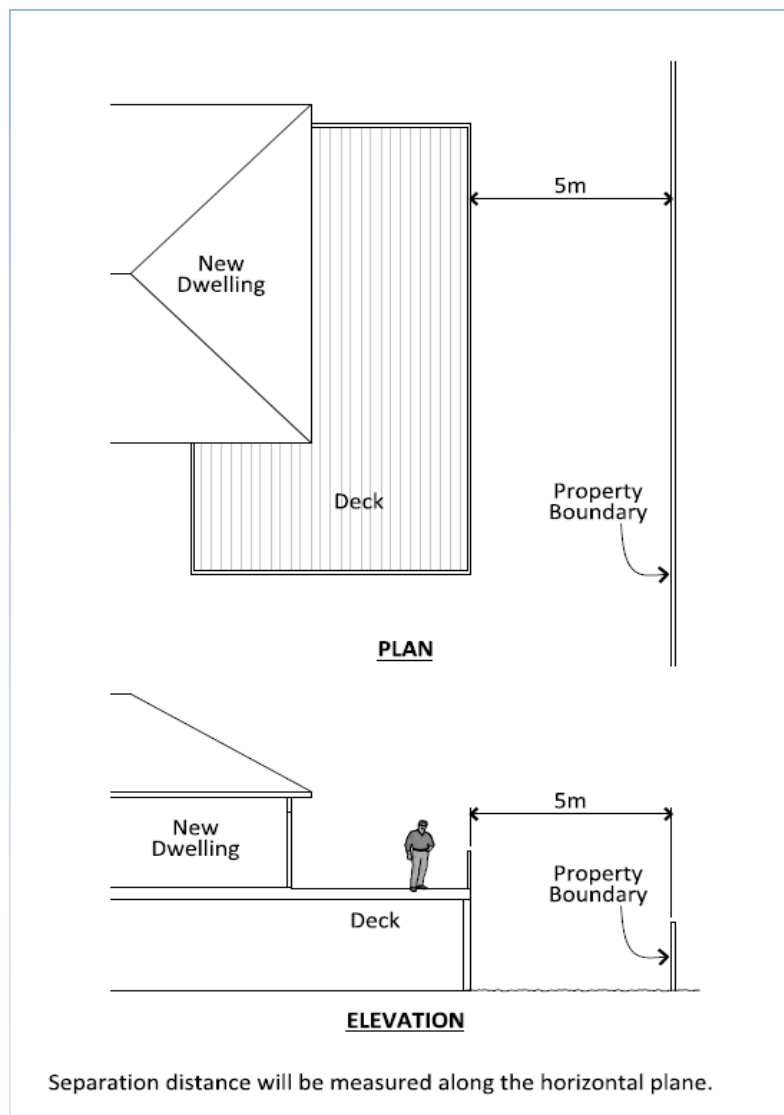 5m
New
Dwelling
Deck
Property
Boundary
PLAN
5m
New
Dwelling
Property
Boundary
Deck
ELEVATION
Separation distance will be measured along the horizontal plane.